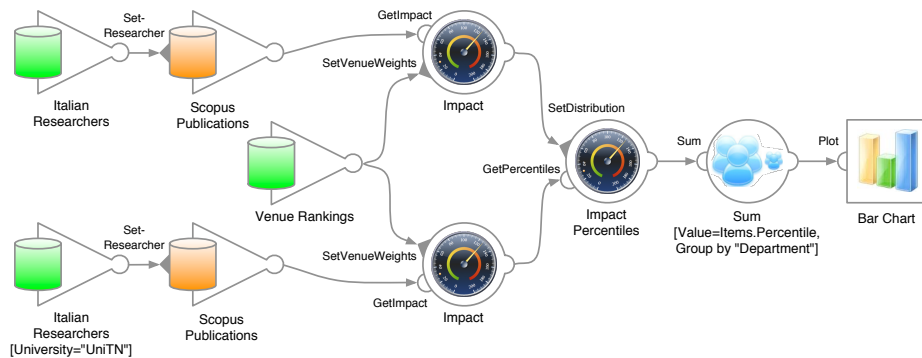 Set-
Researcher
GetImpact
SetVenueWeights
Italian
Researchers
Scopus
Publications
Impact
SetDistribution
Venue Rankings
GetPercentiles
Sum
Plot
Impact
Percentiles
Sum
[Value=Items.Percentile,
Group by "Department"]
Bar Chart
Set-
Researcher
SetVenueWeights
GetImpact
Italian
Researchers
[University="UniTN"]
Scopus
Publications
Impact